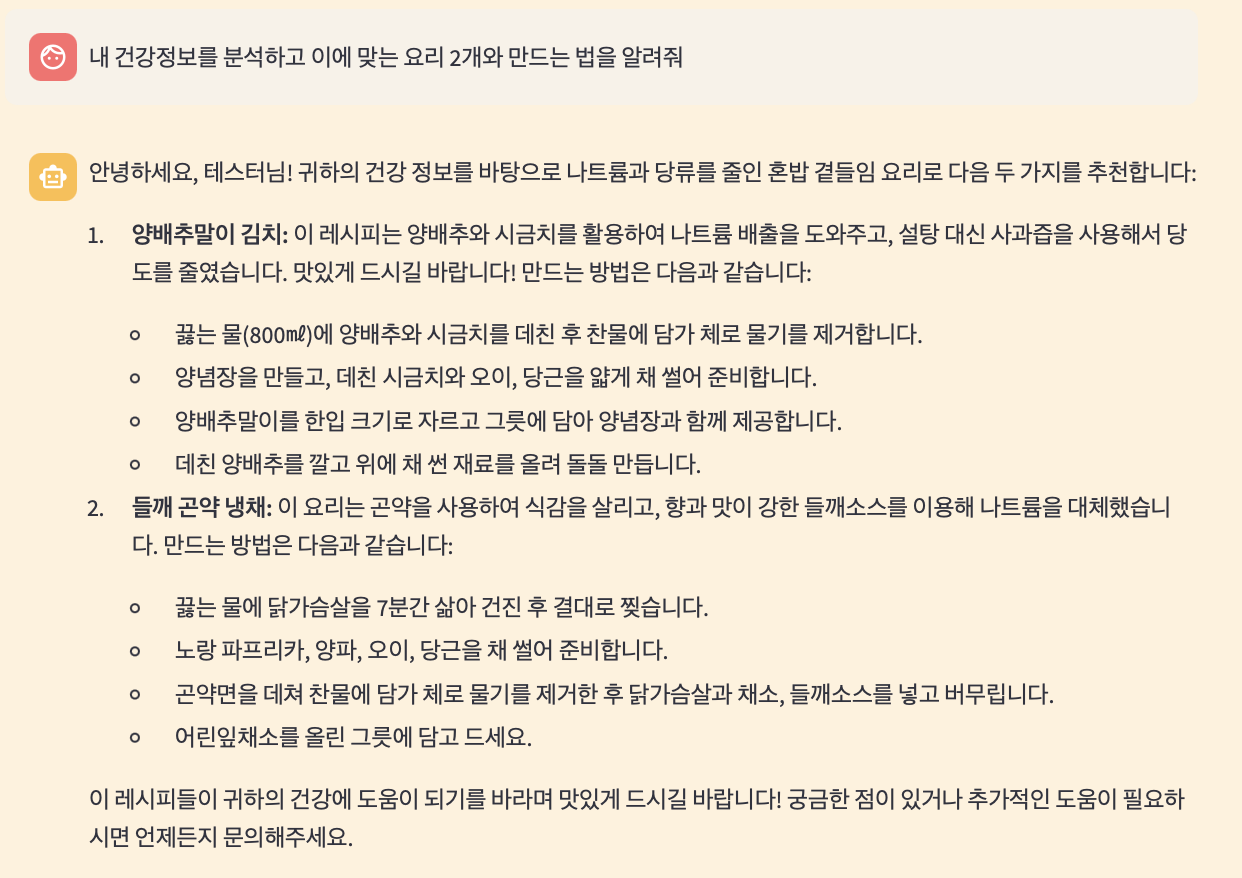 내 건강정보를 분석하고 이에 맞는 요리 2개와 만드는 법을 알려줘
안녕하세요, 테스터님! 귀하의 건강 정보를 바탕으로 나트륨과 당류를 줄인 혼밥 곁들임 요리로 다음 두 가지를 추천합니다:
1. 양배추말이 김치: 이 레시피는 양배추와 시금치를 활용하여 나트륨 배출을 도와주고, 설탕 대신 사과즙을 사용해서 당
도를 줄였습니다. 맛있게 드시길 바랍니다! 만드는 방법은 다음과 같습니다:
○ 끓는 물(800㎖)에 양배추와 시금치를 데친 후 찬물에 담가 체로 물기를 제거합니다.
○ 양념장을 만들고, 데친 시금치와 오이, 당근을 얇게 채 썰어 준비합니다.
○ 양배추말이를 한입 크기로 자르고 그릇에 담아 양념장과 함께 제공합니다.
○ 데친 양배추를 깔고 위에 채 썬 재료를 올려 돌돌 만듭니다.
2. 들깨 곤약 냉채: 이 요리는 곤약을 사용하여 식감을 살리고, 향과 맛이 강한 들깨소스를 이용해 나트륨을 대체했습니
다. 만드는 방법은 다음과 같습니다:
○ 끓는 물에 닭가슴살을 7분간 삶아 건진 후 결대로 찢습니다.
○ 노랑 파프리카, 양파, 오이, 당근을 채 썰어 준비합니다.
○ 곤약면을 데쳐 찬물에 담가 체로 물기를 제거한 후 닭가슴살과 채소, 들깨소스를 넣고 버무립니다.
○ 어린잎채소를 올린 그릇에 담고 드세요.
이 레시피들이 귀하의 건강에 도움이 되기를 바라며 맛있게 드시길 바랍니다! 궁금한 점이 있거나 추가적인 도움이 필요하
시면 언제든지 문의해주세요.